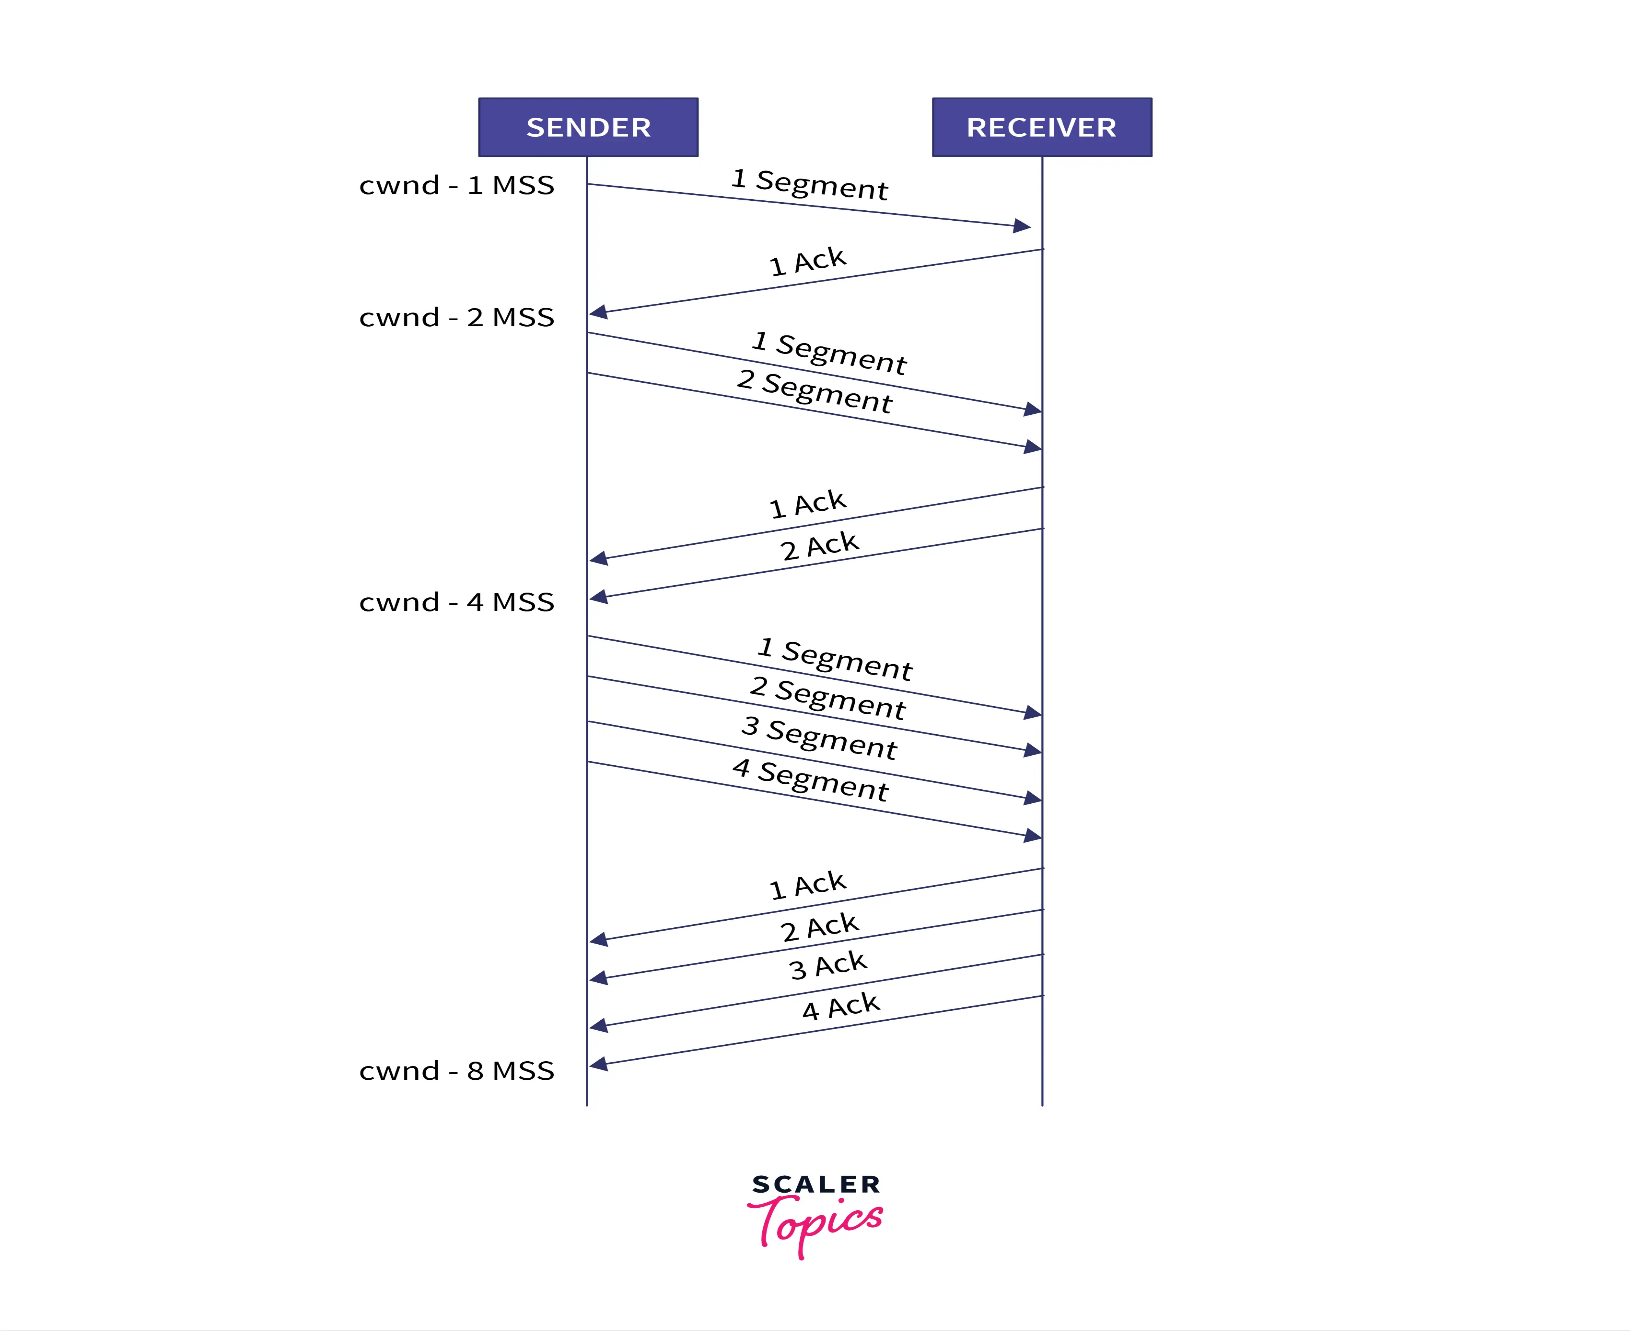 SENDER
RECEIVER
cwnd - 1 MSS
1 Segment
1 Ack
cwnd - 2 MSS
1 Segment
2 Segment
1 Ack
2 Ack
cwnd - 4 MSS
1 Segment
2 Segment
3 Segment
4 Segment
1 Ack
2 Ack
3 Ack
4 Ack
cwnd - 8 MSS
SCALER
Topics